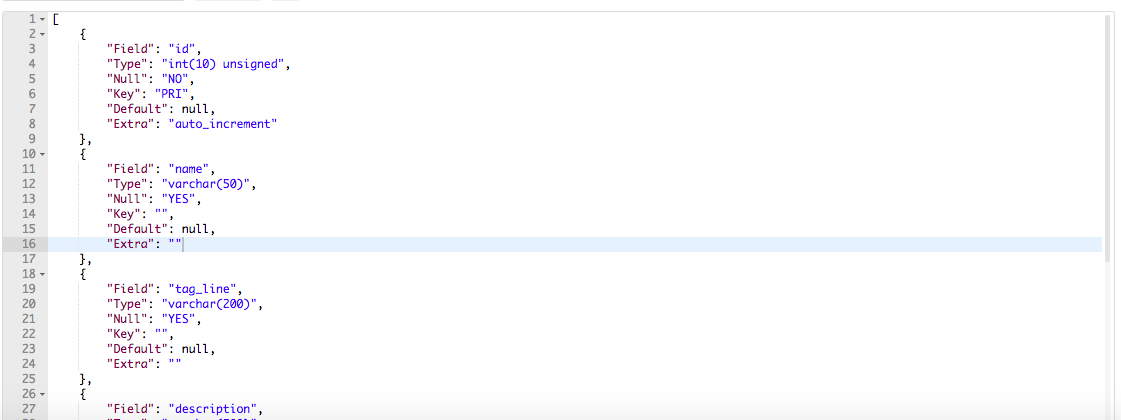 1 [
2 {
3 "Field": "id",
4 "Type": "int(10) unsigned",
5 "Null": "NO",
6 "Key": "PRI",
7 "Default": null,
8 "Extra": "auto_increment"
9 },
10 {
11 "Field": "name",
12 "Type": "varchar(50)",
13 "Null": "YES",
14 "Key": "",
15 "Default": null,
16 "Extra": ""
17 },
18 {
19 "Field": "tag_line",
20 "Type": "varchar(200)",
21 "Null": "YES",
22 "Key": "",
23 "Default": null,
24 "Extra": ""
25 },
26 {
27 "Field": "description",